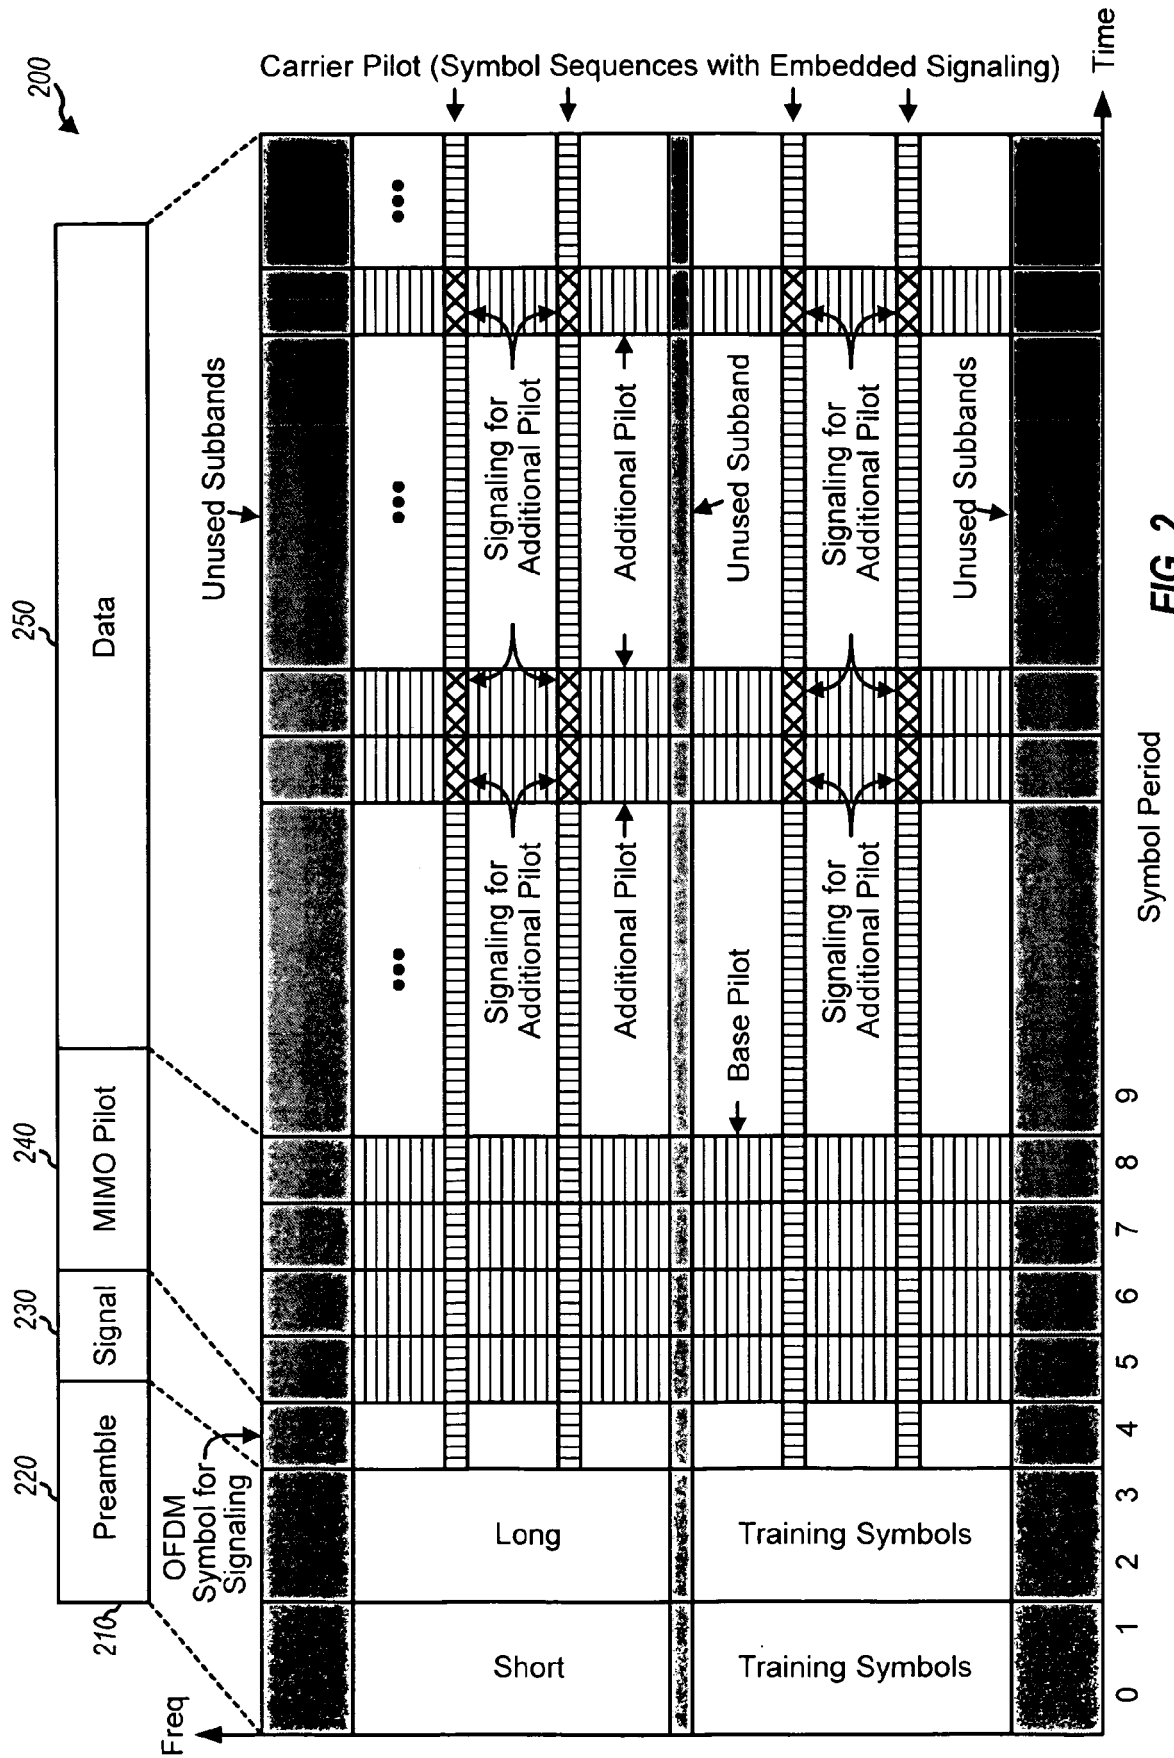 200
210
220
230
240
250
Preamble
Signal
MIMO Pilot
Data
Freq
OFDM
Symbol for
Signaling
Unused Subbands
Carrier Pilot (Symbol Sequences with Embedded Signaling)
•••
•••
•••
Short
Long
Signaling for
Additional Pilot
Signaling for
Additional Pilot
Additional Pilot
Additional Pilot
Base Pilot
Unused Subband
Training Symbols
Training Symbols
Signaling for
Additional Pilot
Signaling for
Additional Pilot
Unused Subbands
0 1 2 3 4 5 6 7 8 9
Time
Symbol Period
FIG. 2